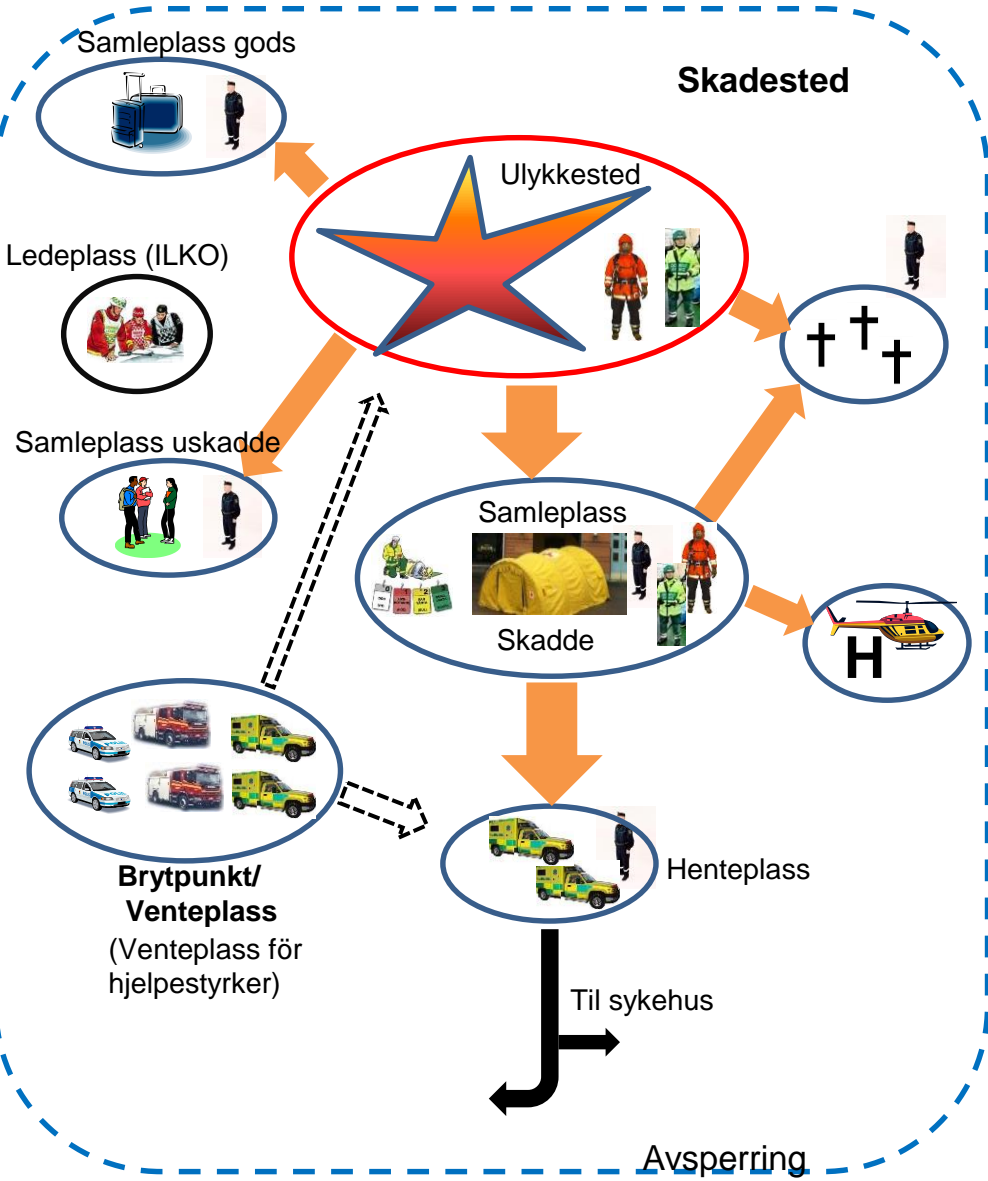 Samleplass gods
Skadested
Ulykkested
Ledeplass (ILKO)
Samleplass uskadde
Samleplass
Skadde
H
Brytpunkt/
Venteplass
(Venteplass för
hjelpestyrker)
Henteplass
Til sykehus
Avsperring